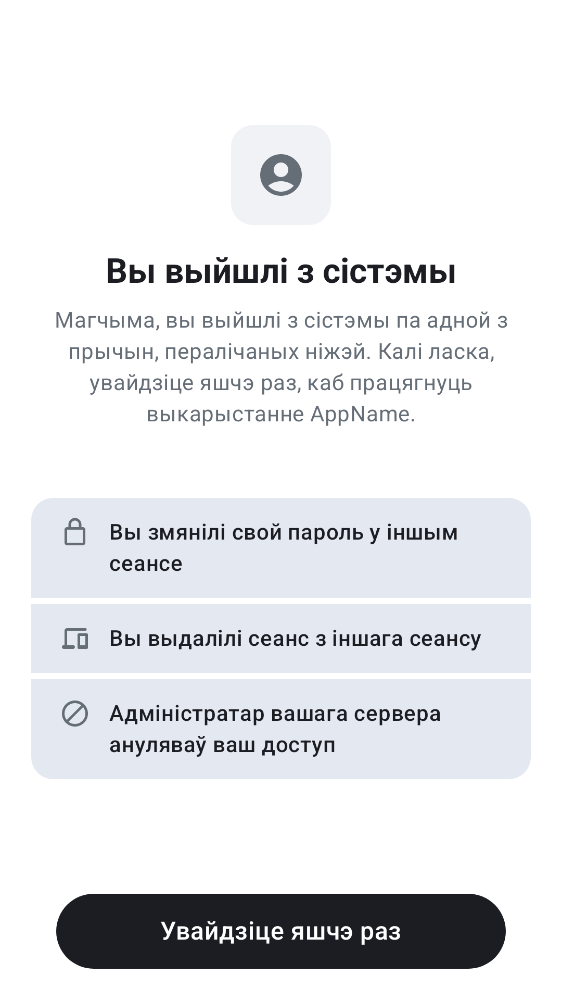 Вы выйшлі з сістэмы
Магчыма, вы выйшлі з сістэмы па адной з
прычын, пералічаных ніжэй. Калі ласка,
увайдзіце яшчэ раз, каб працягнуць
выкарыстанне AppName.
Вы змянілі свой пароль у іншым
сеансе
Вы выдалілі сеанс з іншага сеансу
Адміністратар вашага сервера
ануляваў ваш доступ
Увайдзіце яшчэ раз